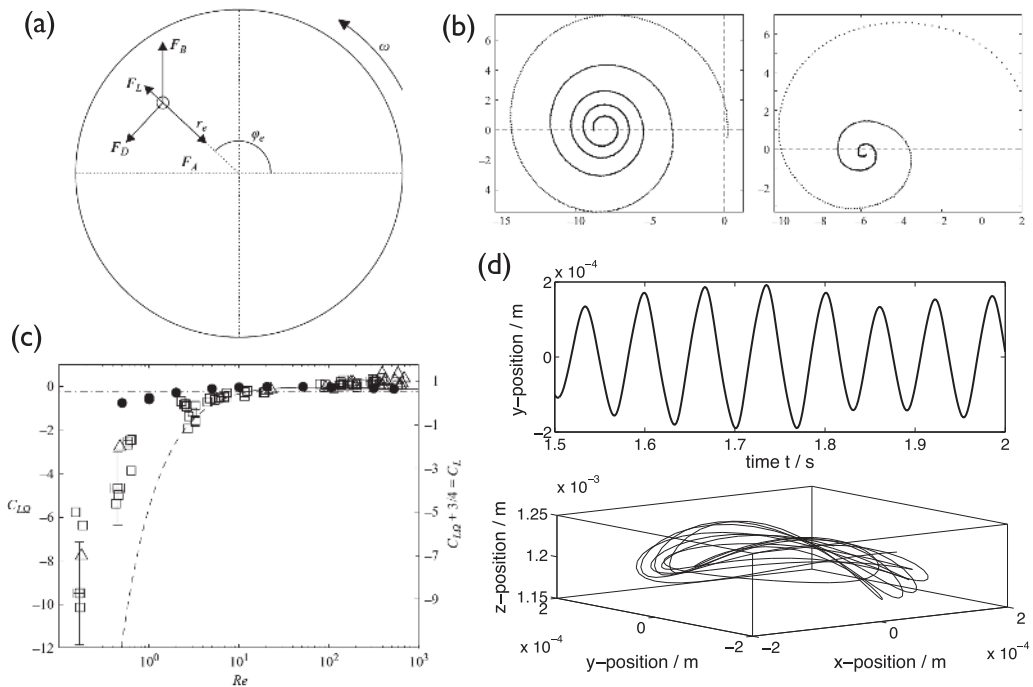 (a)
F_B
ω
F_L
r_e
φ_e
F_D
F_A
(b)
6
4
2
0
−2
4
−15
−10
−5
0
6
4
2
0
−2
−10
−8
−6
−4
−2
0
2
(c)
0
−2
−4
−6
−8
−10
−12
C_LΩ
1
−1
−3
−5
−7
−9
C_LΩ + 3/4 = C_L
10^0
10^1
10^2
10^3
Re
(d)
x 10^−4
2
0
−2
y−position / m
1.5
1.6
1.7
1.8
1.9
2
time t / s
x 10^−3
1.25
1.2
1.15
z−position / m
2
0
−2
x 10^−4
y−position / m
−2
0
2
x 10^−4
x−position / m